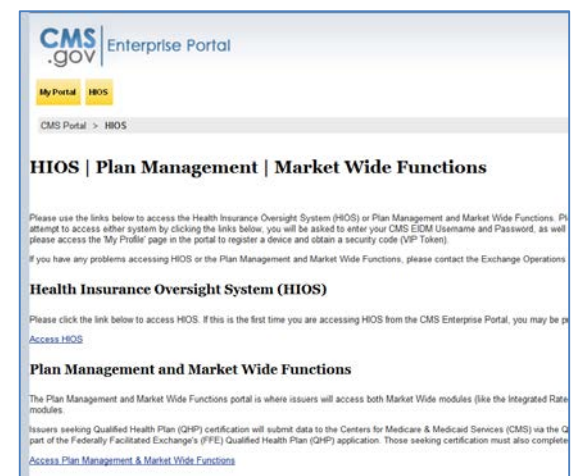 CMS
.gov
Enterprise Portal
My Portal HIOS
CMS Portal > HIOS
HIOS | Plan Management | Market Wide Functions
Please use the links below to access the Health Insurance Oversight System (HIOS) or Plan Management and Market Wide Functions. Pl
attempt to access either system by clicking the links below, you will be asked to enter your CMS EIDM Username and Password, as well
please access the 'My Profile' page in the portal to register a device and obtain a security code (VIP Token).
If you have any problems accessing HIOS or the Plan Management and Market Wide Functions, please contact the Exchange Operations
Health Insurance Oversight System (HIOS)
Please click the link below to access HIOS. If this is the first time you are accessing HIOS from the CMS Enterprise Portal, you may be p
Access HIOS
Plan Management and Market Wide Functions
The Plan Management and Market Wide Functions portal is where issuers will access both Market Wide modules (like the Integrated Rate
modules.
Issuers seeking Qualified Health Plan (QHP) certification will submit data to the Centers for Medicare & Medicaid Services (CMS) via the Q
part of the Federally Facilitated Exchange's (FFE) Qualified Health Plan (QHP) application. Those seeking certification must also complete
Access Plan Management & Market Wide Functions